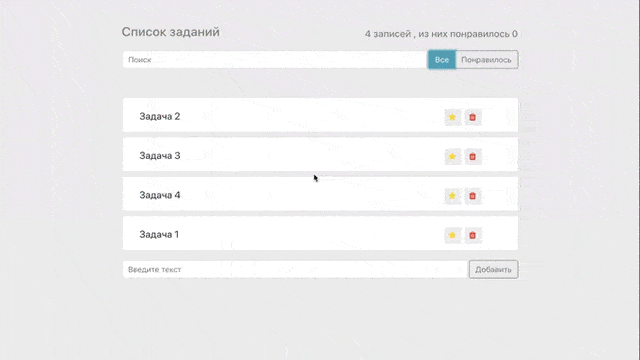 Список заданий
4 записей , из них понравилось 0
Поиск
Все
Понравилось
Задача 2
Задача 3
Задача 4
Задача 1
Введите текст
Добавить